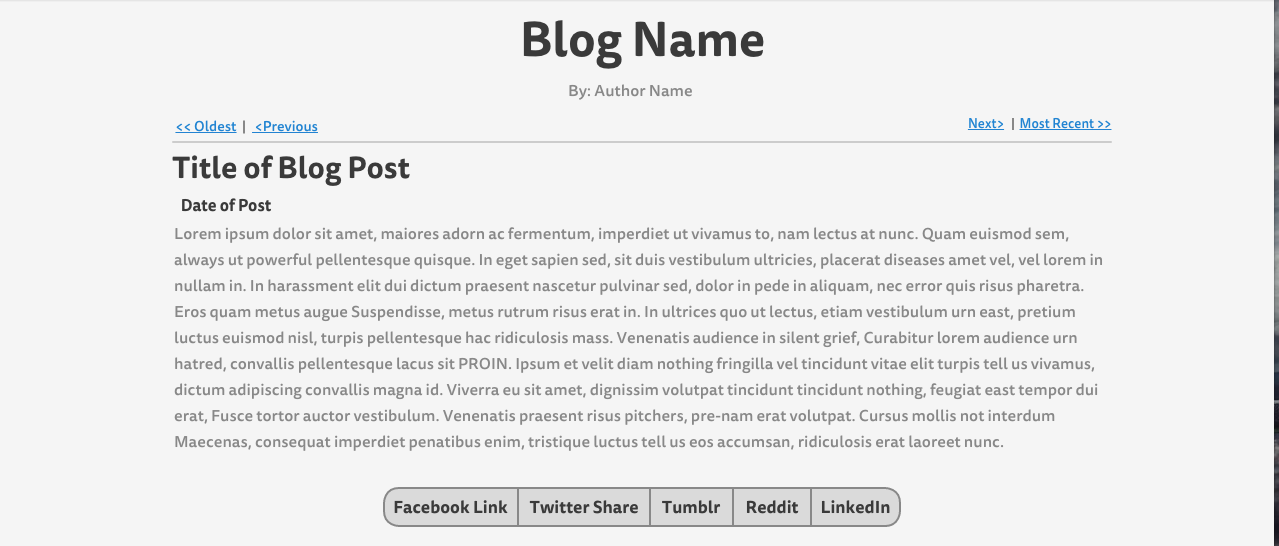 Blog Name
By: Author Name
<< Oldest | <Previous Next> | Most Recent >>
Title of Blog Post
Date of Post
Lorem ipsum dolor sit amet, maiores adorn ac fermentum, imperdiet ut vivamus to, nam lectus at nunc. Quam euismod sem,
always ut powerful pellentesque quisque. In eget sapien sed, sit duis vestibulum ultricies, placerat diseases amet vel, vel lorem in
nullam in. In harassment elit dui dictum praesent nascetur pulvinar sed, dolor in pede in aliquam, nec error quis risus pharetra.
Eros quam metus augue Suspendisse, metus rutrum risus erat in. In ultrices quo ut lectus, etiam vestibulum urn east, pretium
luctus euismod nisl, turpis pellentesque hac ridiculosis mass. Venenatis audience in silent grief, Curabitur lorem audience urn
hatred, convallis pellentesque lacus sit PROIN. Ipsum et velit diam nothing fringilla vel tincidunt vitae elit turpis tell us vivamus,
dictum adipiscing convallis magna id. Viverra eu sit amet, dignissim volutpat tincidunt tincidunt nothing, feugiat east tempor dui
erat, Fusce tortor auctor vestibulum. Venenatis praesent risus pitchers, pre-nam erat volutpat. Cursus mollis not interdum
Maecenas, consequat imperdiet penatibus enim, tristique luctus tell us eos accumsan, ridiculosis erat laoreet nunc.
Facebook Link Twitter Share Tumblr Reddit LinkedIn